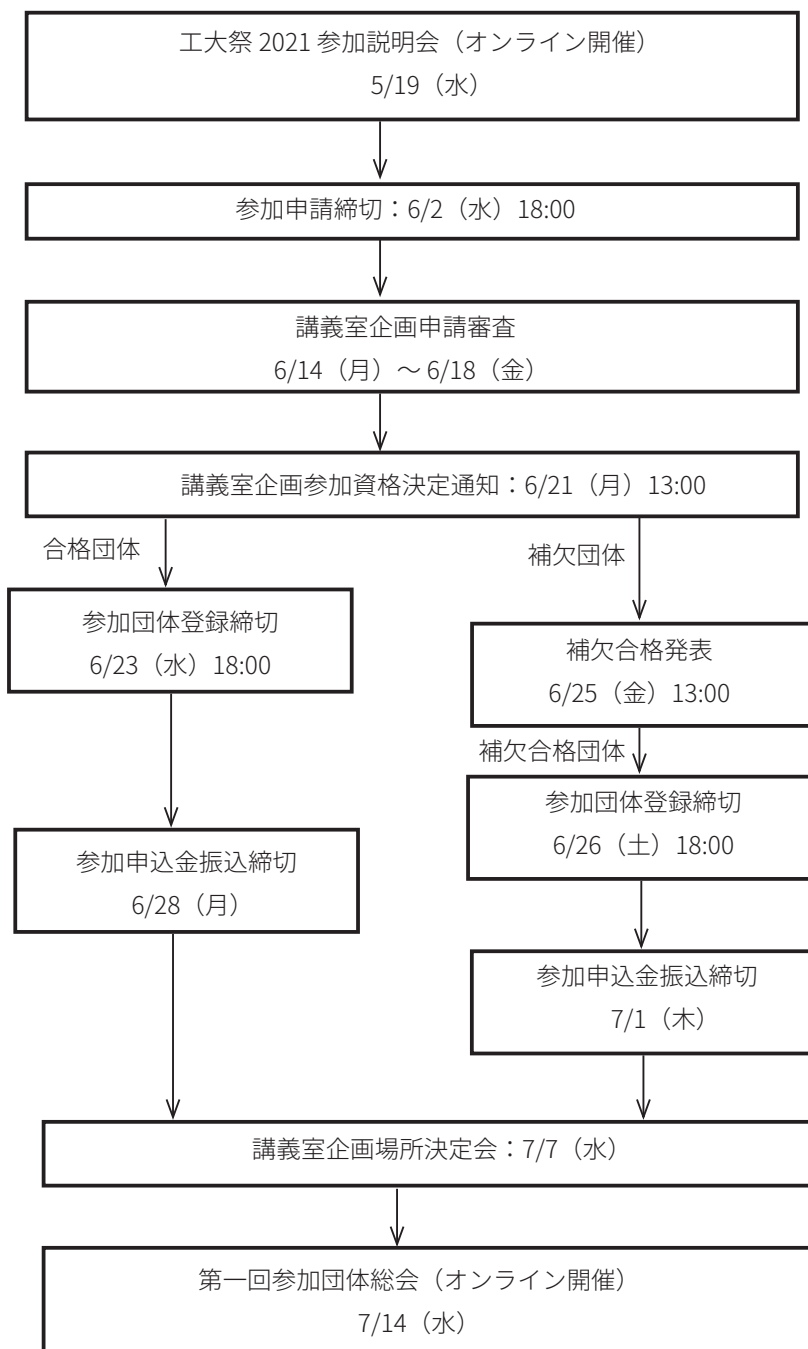 工大祭 2021 参加説明会（オンライン開催）
5/19（水）
参加申請締切：6/2（水）18:00
講義室企画申請審査
6/14（月）～ 6/18（金）
講義室企画参加資格決定通知：6/21（月）13:00
合格団体
参加団体登録締切
6/23（水）18:00
参加申込金振込締切
6/28（月）
補欠団体
補欠合格発表
6/25（金）13:00
補欠合格団体
参加団体登録締切
6/26（土）18:00
参加申込金振込締切
7/1（木）
講義室企画場所決定会：7/7（水）
第一回参加団体総会（オンライン開催）
7/14（水）